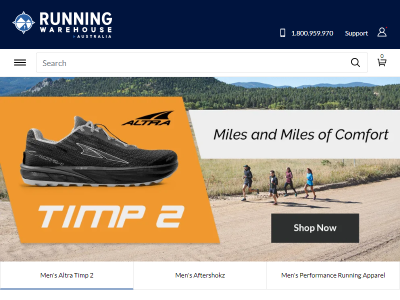 RUNNING
WAREHOUSE
AUSTRALIA
1.800.959.970
Support
Search
0
ALTRA
Miles and Miles of Comfort
TIMP 2
Shop Now
Men's Altra Timp 2
Men's Aftershokz
Men's Performance Running Apparel